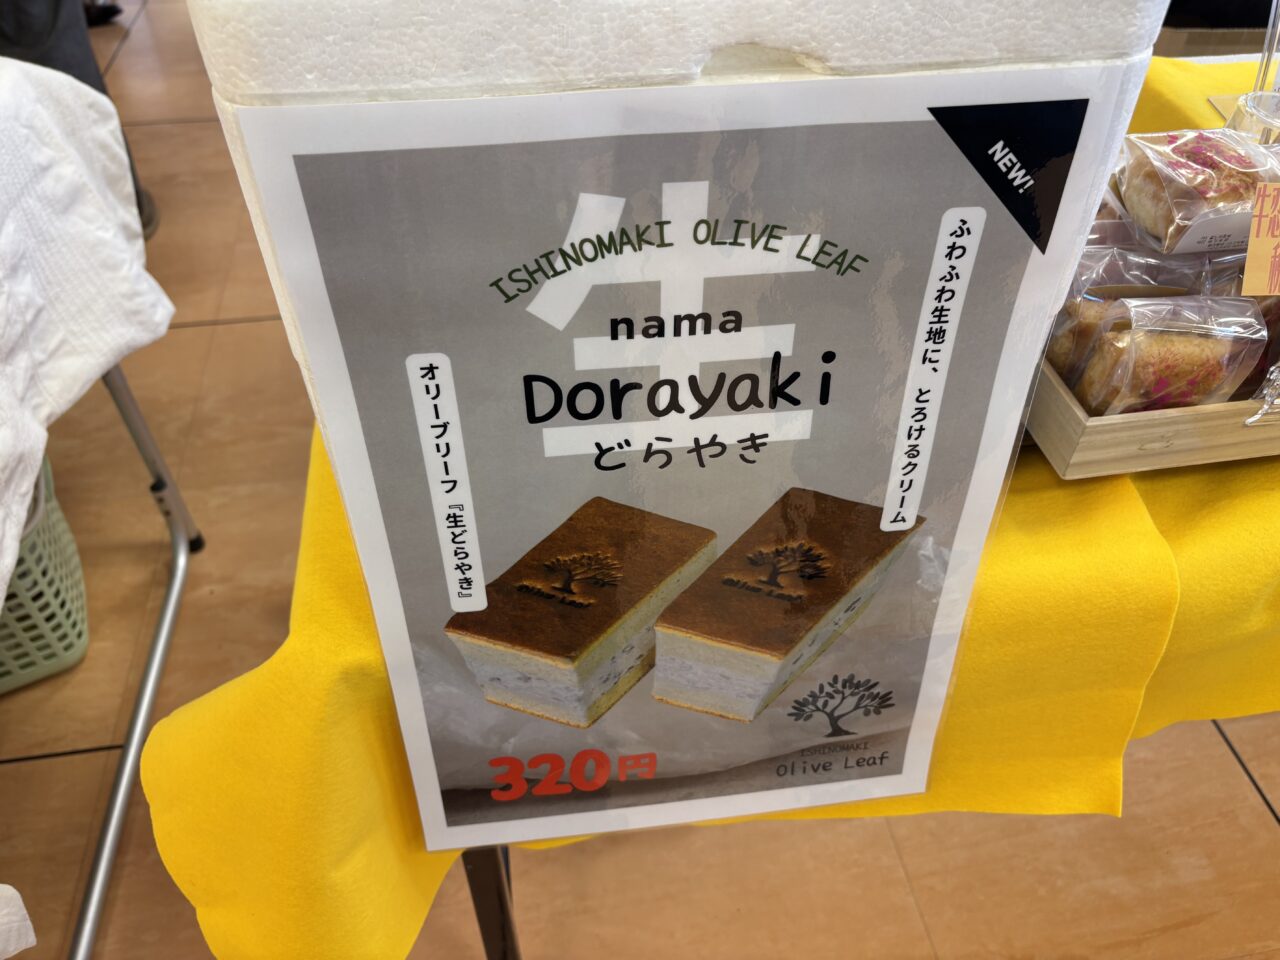 NEW!
生
ISHINOMAKI OLIVE LEAF
nama
Dorayaki
どらやき
ふわふわ生地に、とろけるクリーム
オリーブリーフ『生どらやき』
Olive Leaf
Olive Leaf
320円
ISHINOMAKI
Olive Leaf